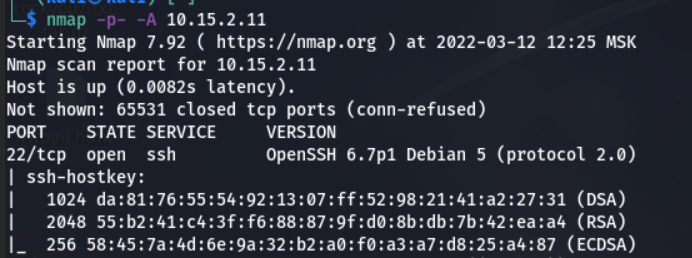 $ nmap -p- -A 10.15.2.11
Starting Nmap 7.92 ( https://nmap.org ) at 2022-03-12 12:25 MSK
Nmap scan report for 10.15.2.11
Host is up (0.0082s latency).
Not shown: 65531 closed tcp ports (conn-refused)
PORT STATE SERVICE VERSION
22/tcp open ssh OpenSSH 6.7p1 Debian 5 (protocol 2.0)
| ssh-hostkey:
| 1024 da:81:76:55:54:92:13:07:ff:52:98:21:41:a2:27:31 (DSA)
| 2048 55:b2:41:c4:3f:f6:88:87:9f:d0:8b:db:7b:42:ea:a4 (RSA)
|_ 256 58:45:7a:4d:6e:9a:32:b2:a0:f0:a3:a7:d8:25:a4:87 (ECDSA)